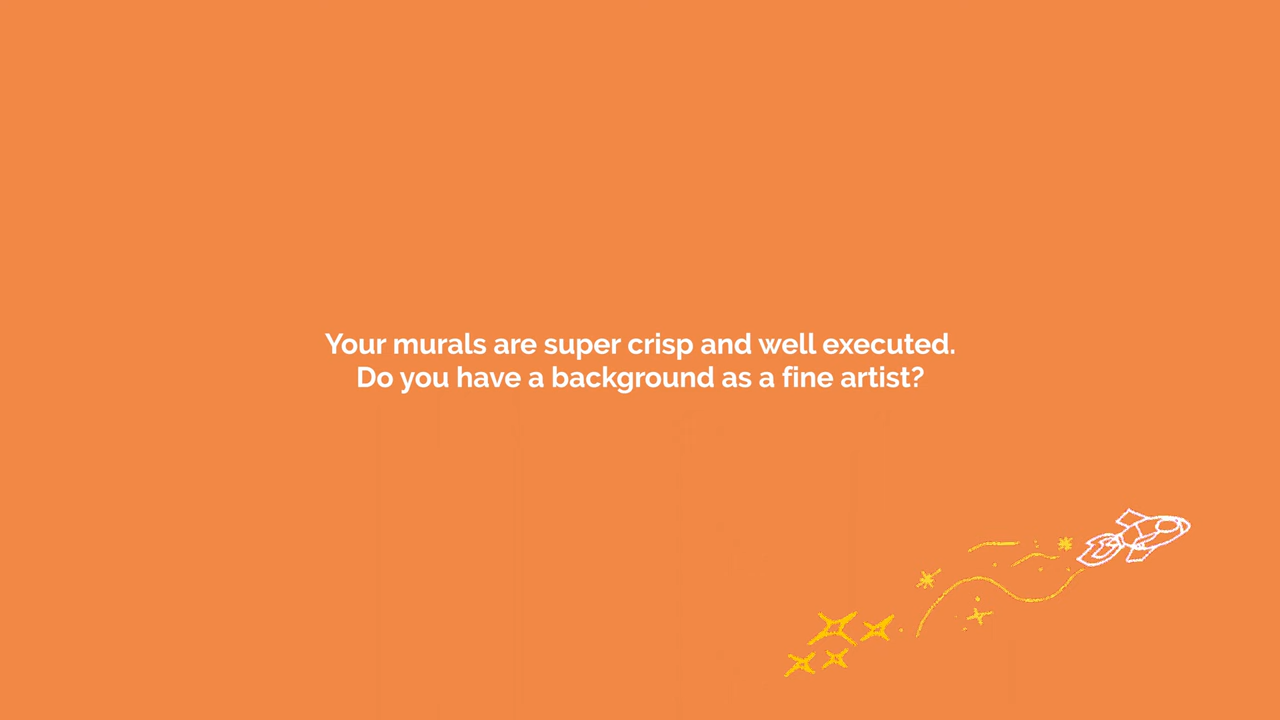 Your murals are super crisp and well executed.
Do you have a background as a fine artist?